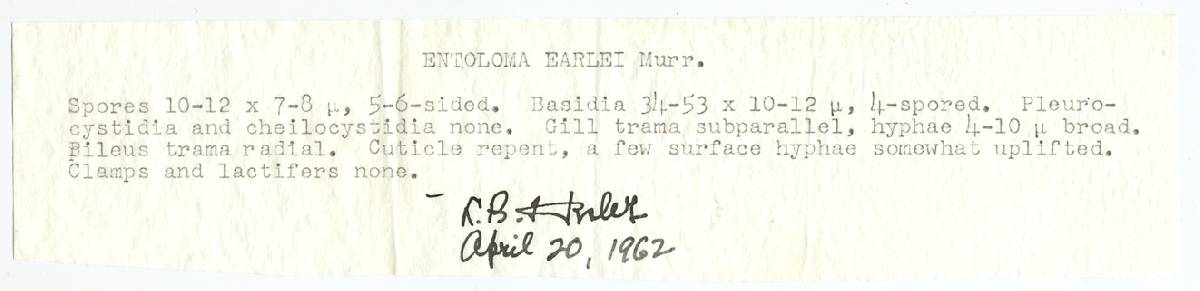 ENTOLOMA EARLEI Murr.
Spores 10-12 x 7-8 µ, 5-6-sided. Basidia 34-53 x 10-12 µ, 4-spored. Pleuro-
cystidia and cheilocystidia none. Gill trama subparallel, hyphae 4-10 µ broad.
Pileus trama radial. Cuticle repent, a few surface hyphae somewhat uplifted.
Clamps and lactifers none.
April 20, 1962